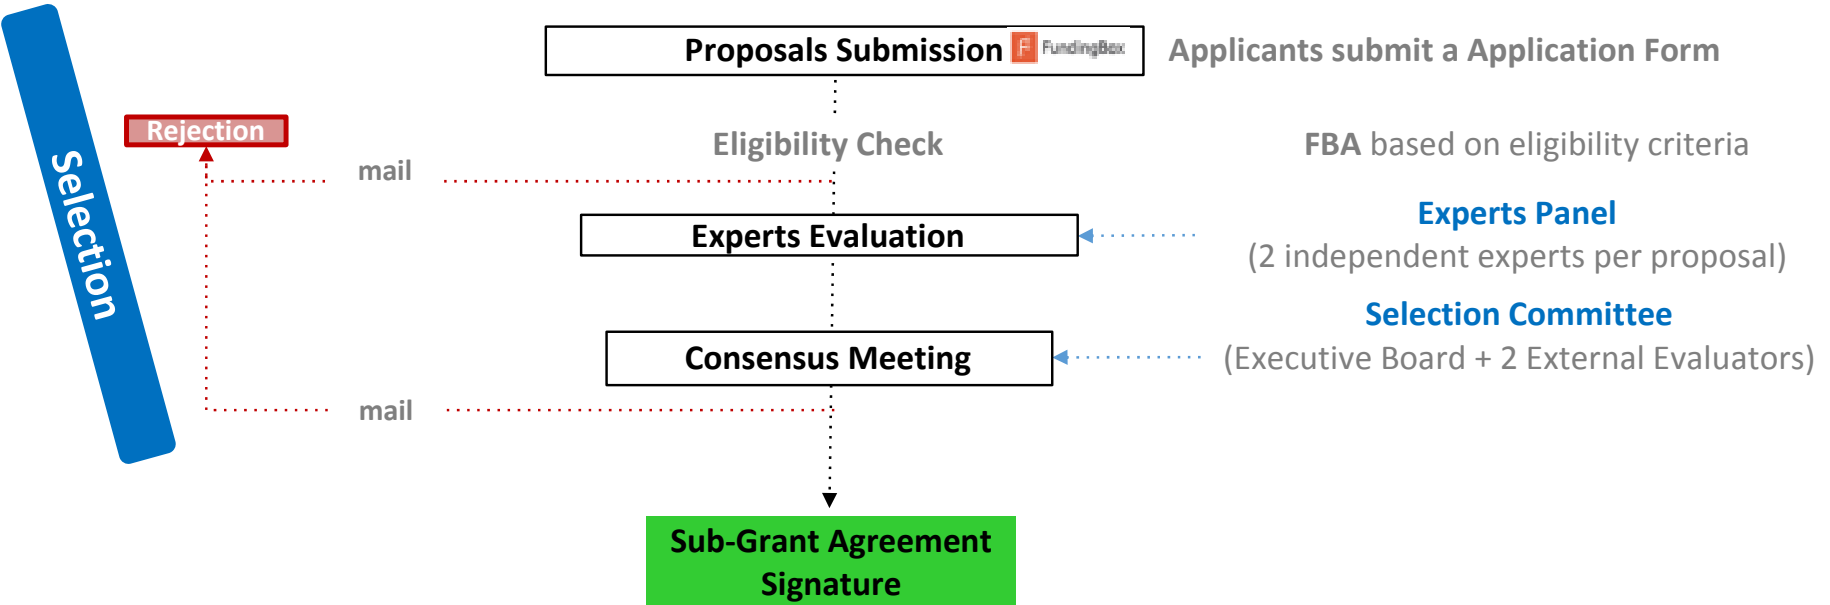 Selection
Proposals Submission
F FundingBox
Applicants submit a Application Form
Rejection
Eligibility Check
FBA based on eligibility criteria
mail
Experts Evaluation
Experts Panel
(2 independent experts per proposal)
Selection Committee
Consensus Meeting
(Executive Board + 2 External Evaluators)
mail
Sub-Grant Agreement
Signature